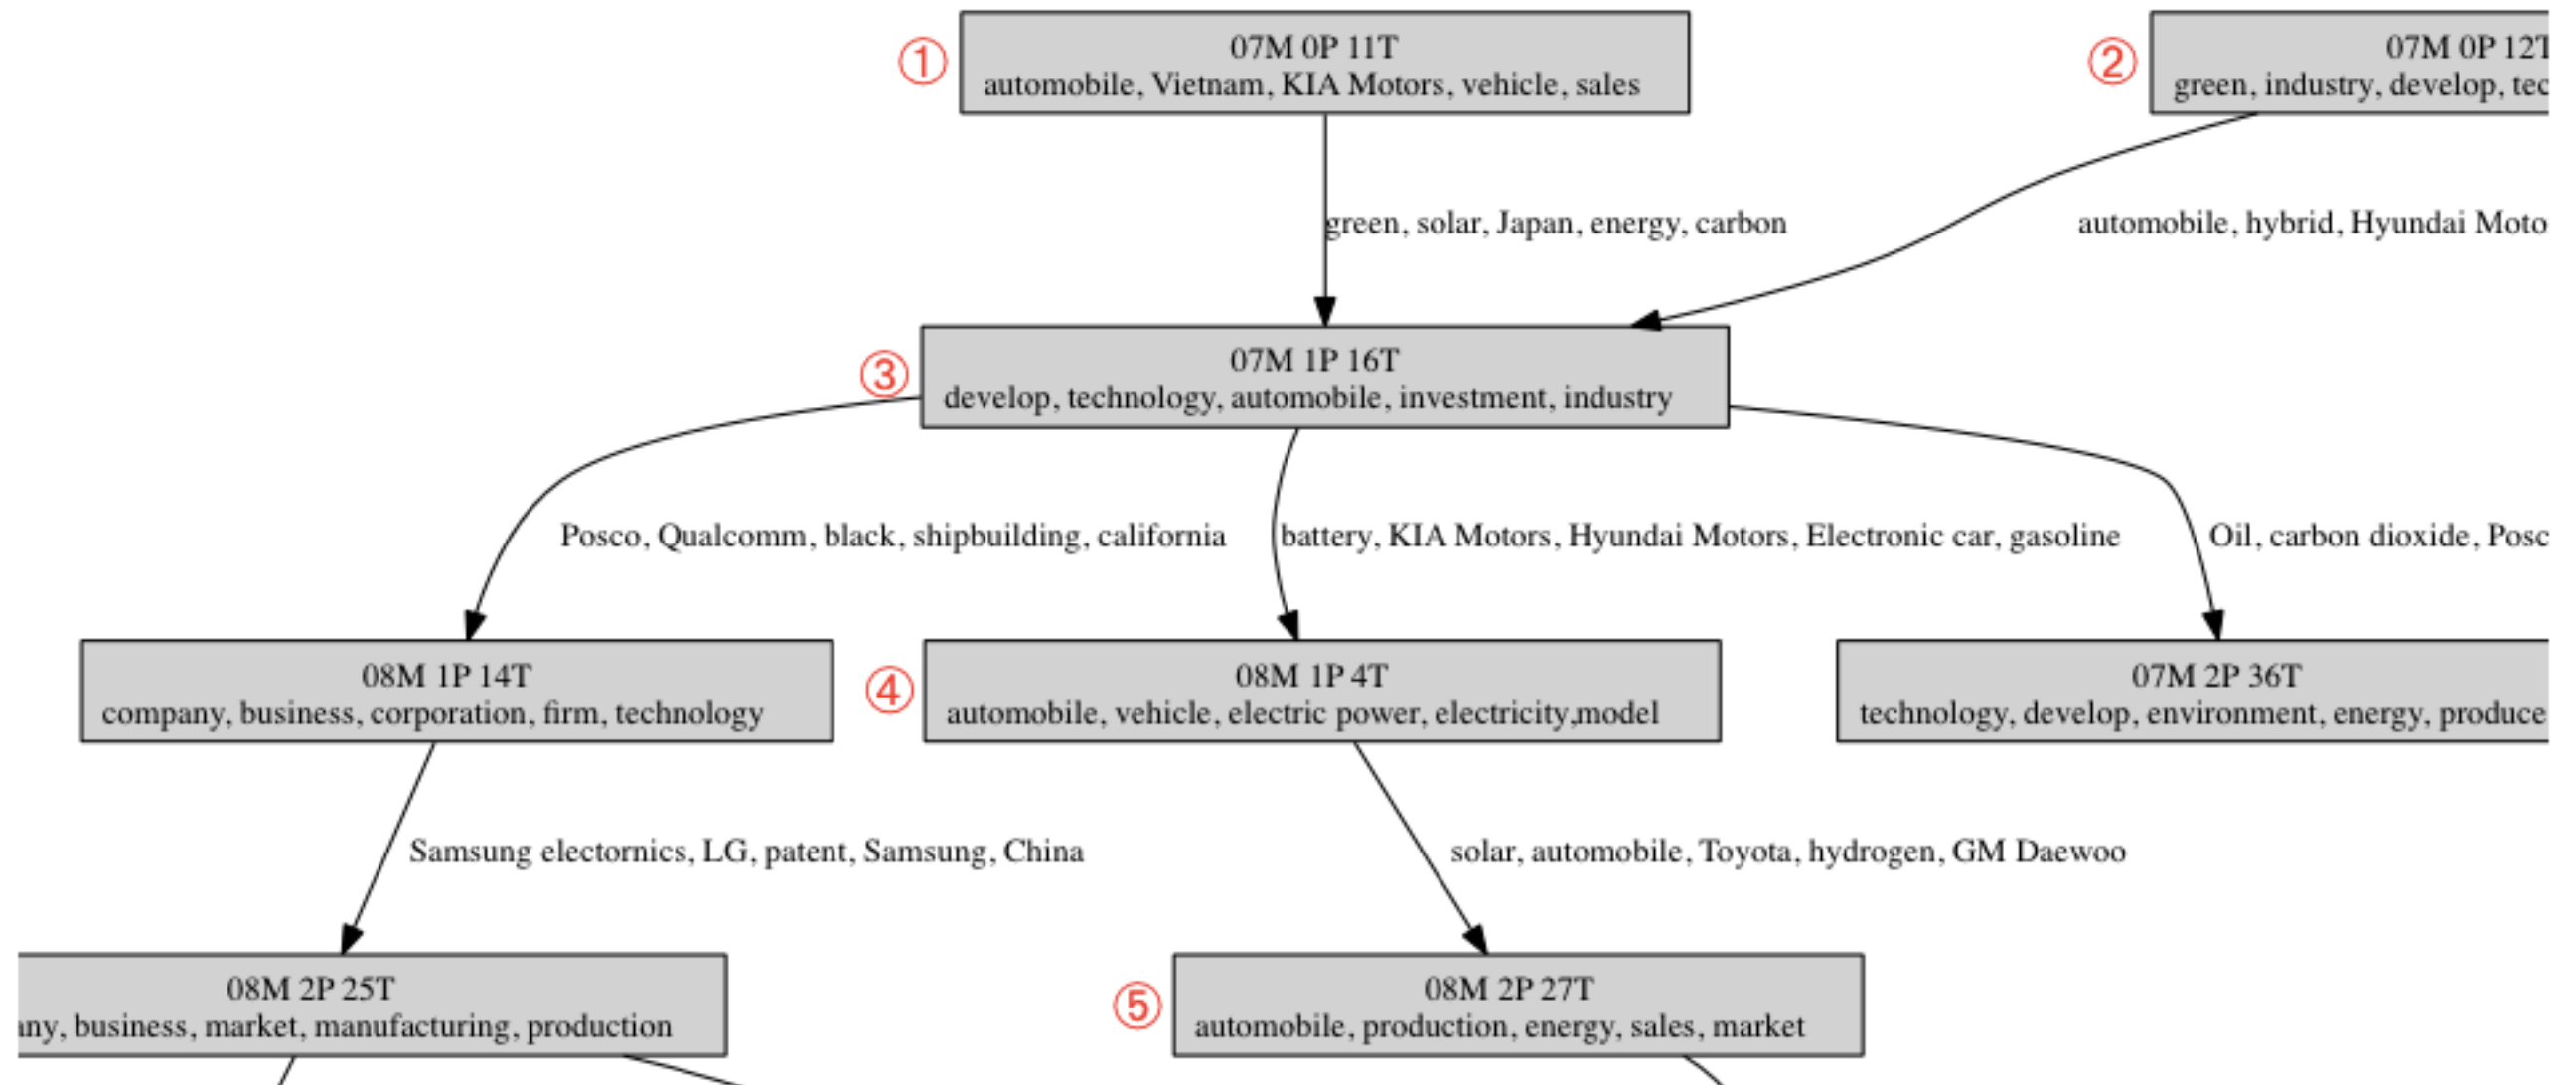 ① 07M 0P 11T
automobile, Vietnam, KIA Motors, vehicle, sales
② 07M 0P 12T
green, industry, develop,
green, solar, Japan, energy, carbon
automobile, hybrid, Hyundai
③ 07M 1P 16T
develop, technology, automobile, investment, industry
Posco, Qualcomm, black, shipbuilding, california
battery, KIA Motors, Hyundai Motors, Electronic car, gasoline
Oil, carbon dioxide,
08M 1P 14T
company, business, corporation, firm, technology
④ 08M 1P 4T
automobile, vehicle, electric power, electricity,model
07M 2P 36T
technology, develop, environment, energy, produce
Samsung electornics, LG, patent, Samsung, China
solar, automobile, Toyota, hydrogen, GM Daewoo
08M 2P 25T
business, market, manufacturing, production
⑤ 08M 2P 27T
automobile, production, energy, sales, market